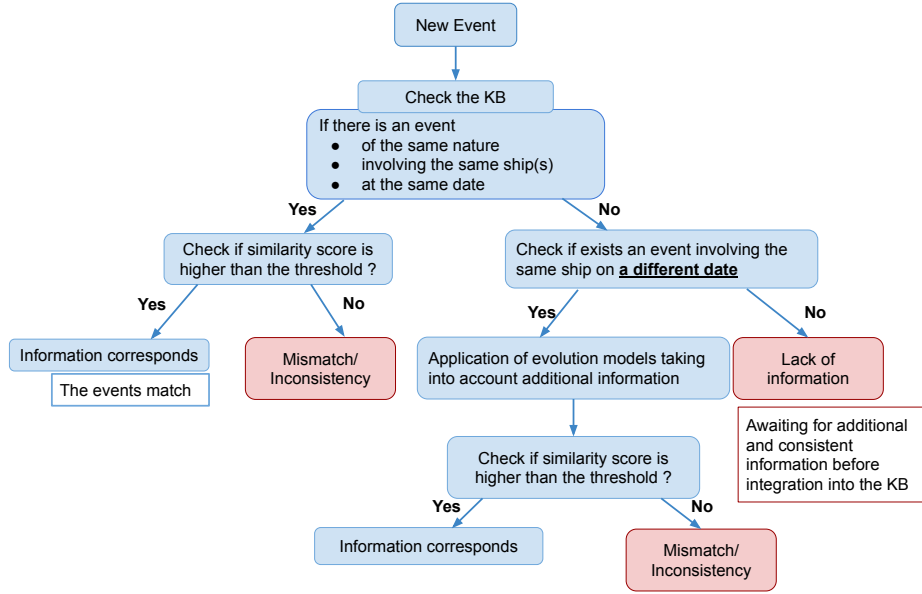 New Event
Check the KB
If there is an event
● of the same nature
● involving the same ship(s)
● at the same date
Yes
No
Check if similarity score is
higher than the threshold ?
Check if exists an event involving the
same ship on a different date
Yes
No
Yes
No
Information corresponds
The events match
Mismatch/
Inconsistency
Application of evolution models taking
into account additional information
Lack of
information
Awaiting for additional
and consistent
information before
integration into the KB
Check if similarity score is
higher than the threshold ?
Yes
No
Information corresponds
Mismatch/
Inconsistency